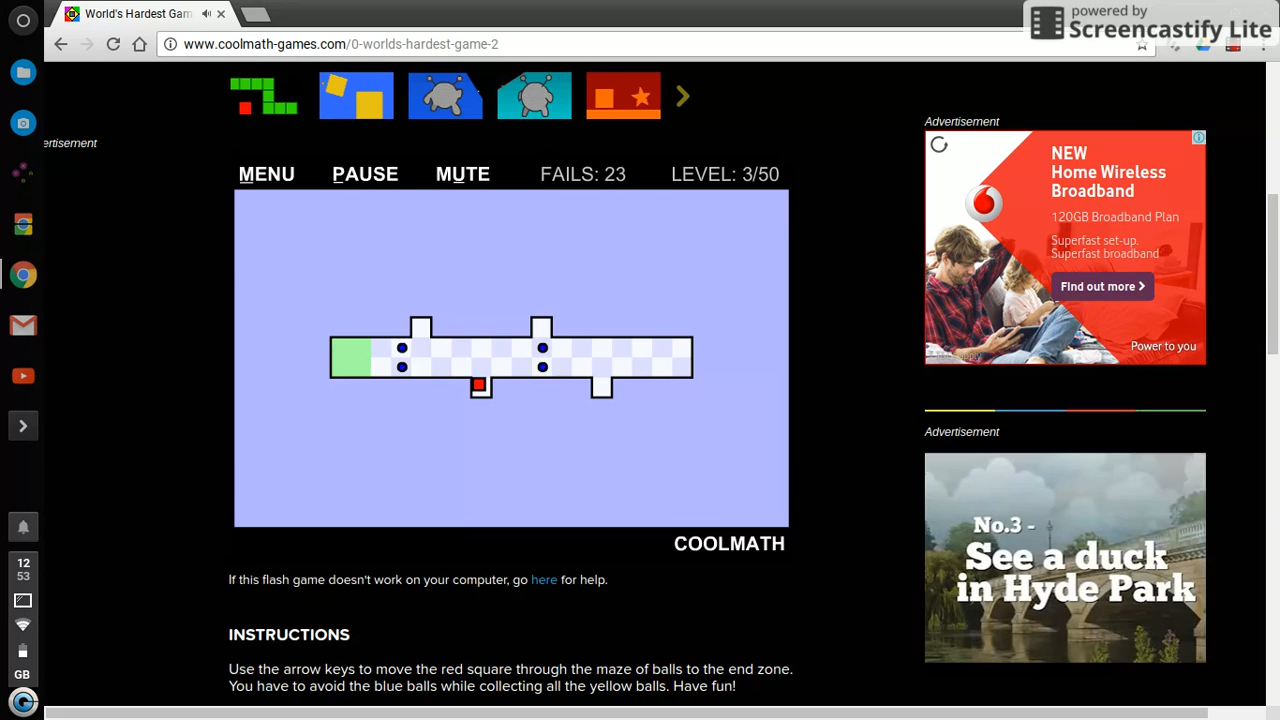 World's Hardest Gam
powered by
Screencastify Lite
www.coolmath-games.com/0-worlds-hardest-game-2
ertisement
Advertisement
NEW
Home Wireless
Broadband
120GB Broadband Plan
Superfast set-up.
Superfast broadband
Find out more
Power to you
MENU PAUSE MUTE FAILS: 23 LEVEL: 3/50
COOLMATH
Advertisement
No.3 -
See a duck
in Hyde Park
If this flash game doesn't work on your computer, go here for help.
INSTRUCTIONS
Use the arrow keys to move the red square through the maze of balls to the end zone.
You have to avoid the blue balls while collecting all the yellow balls. Have fun!
12
53
GB